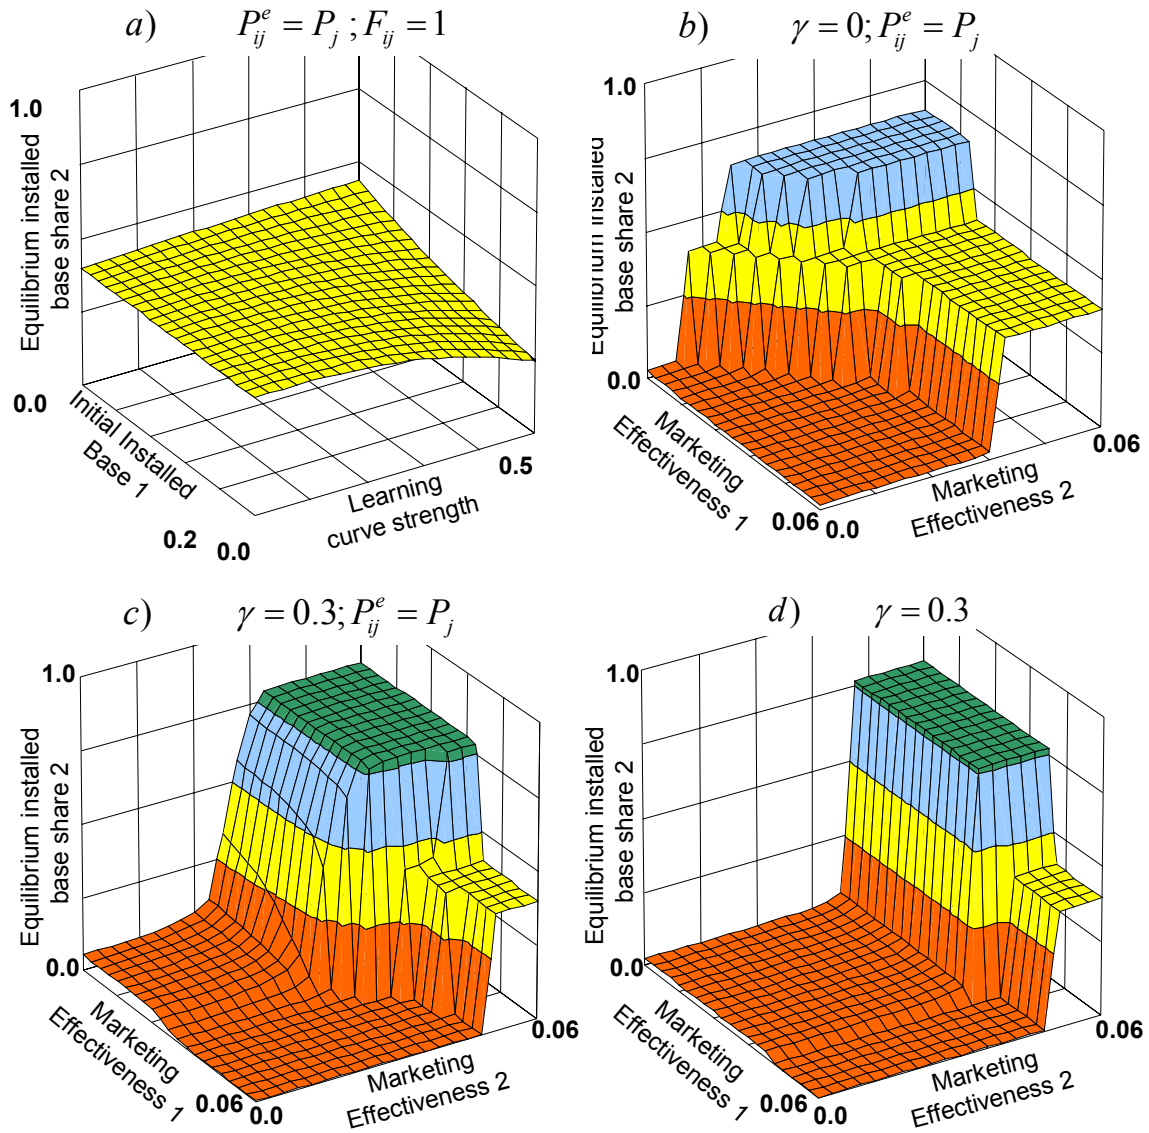 a) P^e_ij = P_j ; F_ij = 1
1.0
Equilibrium installed
base share 2
0.0
Initial Installed
Base 1
0.2
0.0
Learning
curve strength
0.5
b) γ = 0; P^e_ij = P_j
1.0
Equilibrium installed
base share 2
0.0
Marketing
Effectiveness 1
0.06
0.0
Marketing
Effectiveness 2
0.06
c) γ = 0.3; P^e_ij = P_j
1.0
Equilibrium installed
base share 2
0.0
Marketing
Effectiveness 1
0.06
0.0
Marketing
Effectiveness 2
0.06
d) γ = 0.3
1.0
Equilibrium installed
base share 2
0.0
Marketing
Effectiveness 1
0.06
0.0
Marketing
Effectiveness 2
0.06